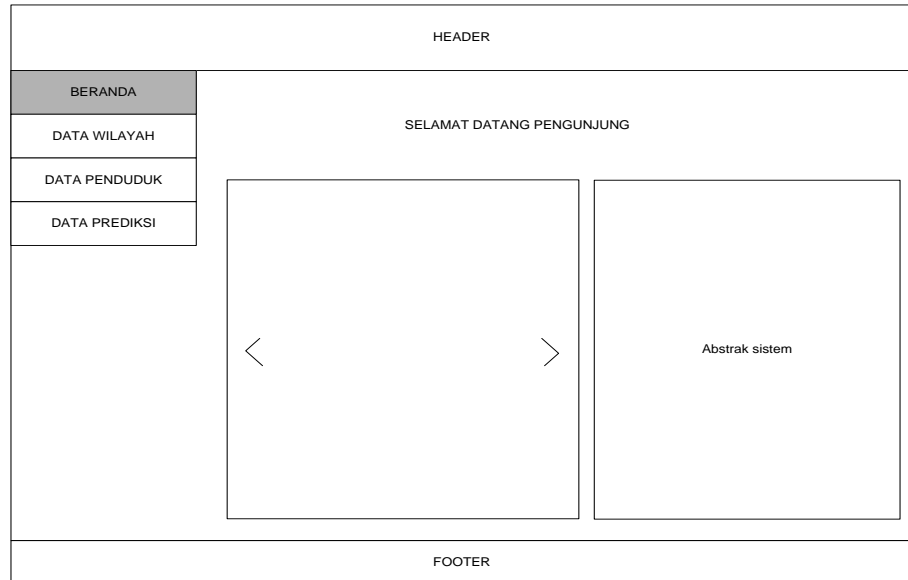 HEADER
BERANDA
SELAMAT DATANG PENGUNJUNG
DATA WILAYAH
DATA PENDUDUK
DATA PREDIKSI
Abstrak sistem
FOOTER